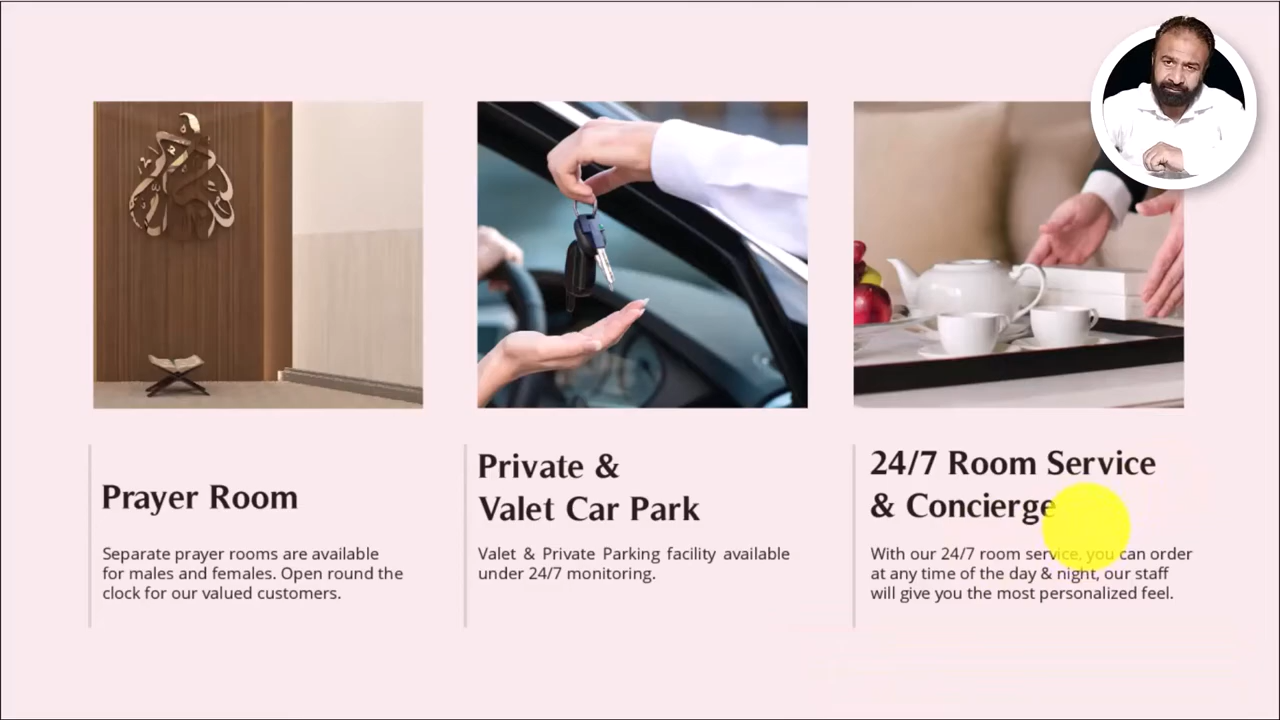 Prayer Room
Separate prayer rooms are available
for males and females. Open round the
clock for our valued customers.
Private &
Valet Car Park
Valet & Private Parking facility available
under 24/7 monitoring.
24/7 Room Service
& Concierge
With our 24/7 room service, you can order
at any time of the day & night, our staff
will give you the most personalized feel.